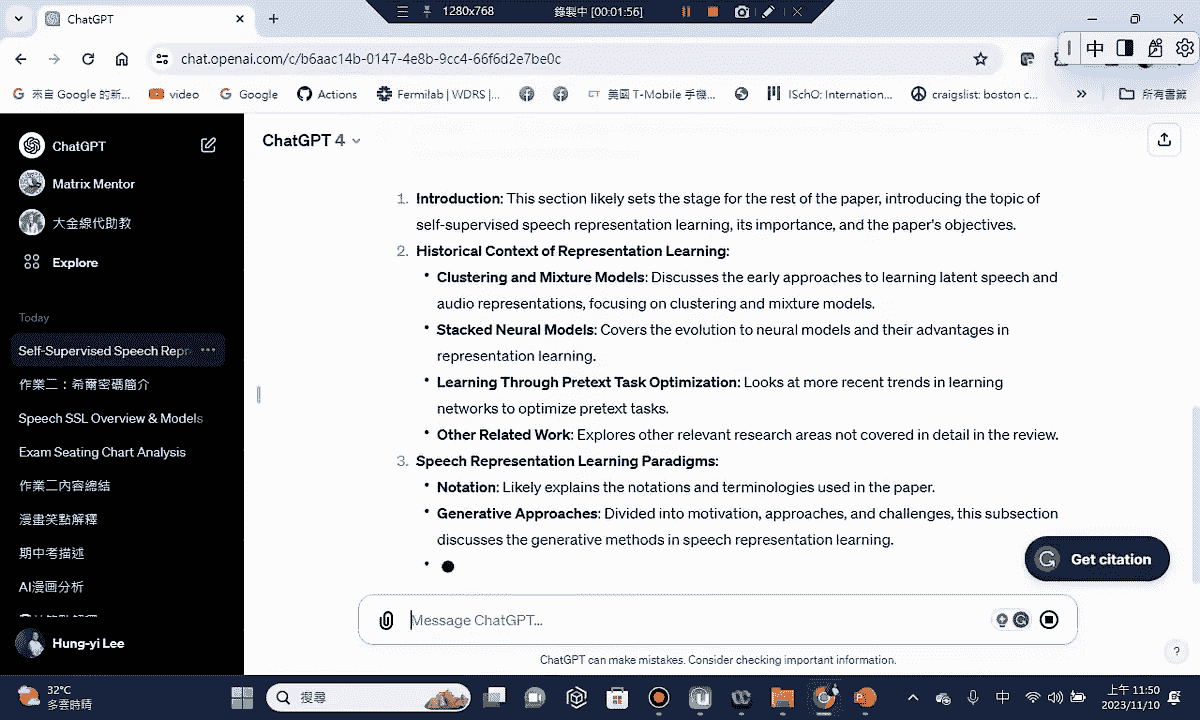 1280x768
錄製中 [00:01:56]
ChatGPT
chat.openai.com/c/b6aac14b-0147-4e8b-9cc4-66f6d2e7be0c
中
來自 Google 的新...
video
Google
Actions
Fermilab | WDRS |...
美國 T-Mobile 手機...
ISchO: Internation...
craigslist: boston c...
»
所有書籤
ChatGPT
Matrix Mentor
大金線代助教
Explore
Today
Self-Supervised Speech Repr
作業二：希爾密碼簡介
Speech SSL Overview & Models
Exam Seating Chart Analysis
作業二內容總結
漫畫笑點解釋
期中考描述
AI漫画分析
Hung-yi Lee
ChatGPT 4
1. Introduction: This section likely sets the stage for the rest of the paper, introducing the topic of
self-supervised speech representation learning, its importance, and the paper's objectives.
2. Historical Context of Representation Learning:
• Clustering and Mixture Models: Discusses the early approaches to learning latent speech and
audio representations, focusing on clustering and mixture models.
• Stacked Neural Models: Covers the evolution to neural models and their advantages in
representation learning.
• Learning Through Pretext Task Optimization: Looks at more recent trends in learning
networks to optimize pretext tasks.
• Other Related Work: Explores other relevant research areas not covered in detail in the review.
3. Speech Representation Learning Paradigms:
• Notation: Likely explains the notations and terminologies used in the paper.
• Generative Approaches: Divided into motivation, approaches, and challenges, this subsection
discusses the generative methods in speech representation learning.
•
Get citation
Message ChatGPT...
ChatGPT can make mistakes. Consider checking important information.
?
32°C
多雲時晴
搜尋
中
上午 11:50
2023/11/10